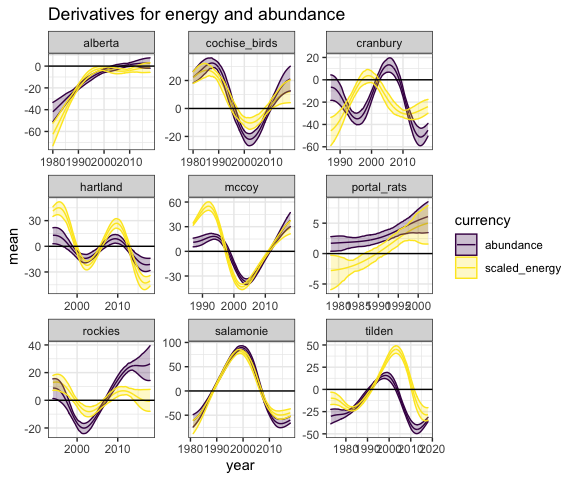 Derivatives for energy and abundance
alberta cochise_birds cranbury
0 -20 -40 -60
20 0 -20
20 0 -20 -40 -60
1980 1990 2000 2010
1980 1990 2000 2010
1990 2000 2010
hartland mccoy portal_rats
30 0 -30
60 30 0 -30
5 0 -5
2000 2010
1990 2000 2010
1980 1985 1990 1995 2000
rockies salamonie tilden
40 20 0 -20
100 50 0 -50
50 25 0 -25 -50
2000 2010
1980 1990 2000 2010
1980 1990 2000 2010 2020
mean
year
currency
abundance
scaled_energy